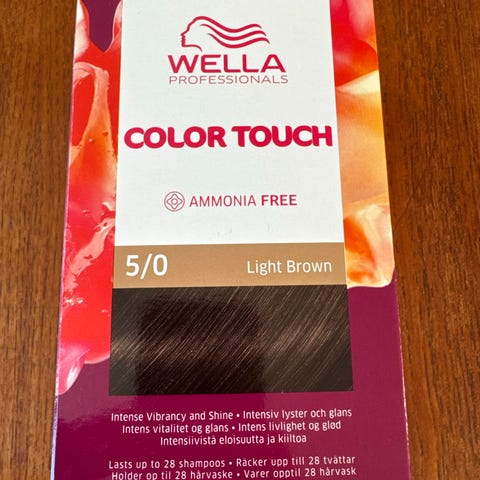 WELLA
PROFESSIONALS
COLOR TOUCH
AMMONIA FREE
5/0 Light Brown
Intense Vibrancy and Shine • Intensiv lyster och glans
Intens vitalitet og glans • Intens livlighet og glød
Intensiivistä eloisuutta ja kiiltoa
Lasts up to 28 shampoos • Räcker upp till 28 tvättar
Holder op til 28 hårvaske • Varer opptil 28 hårvask